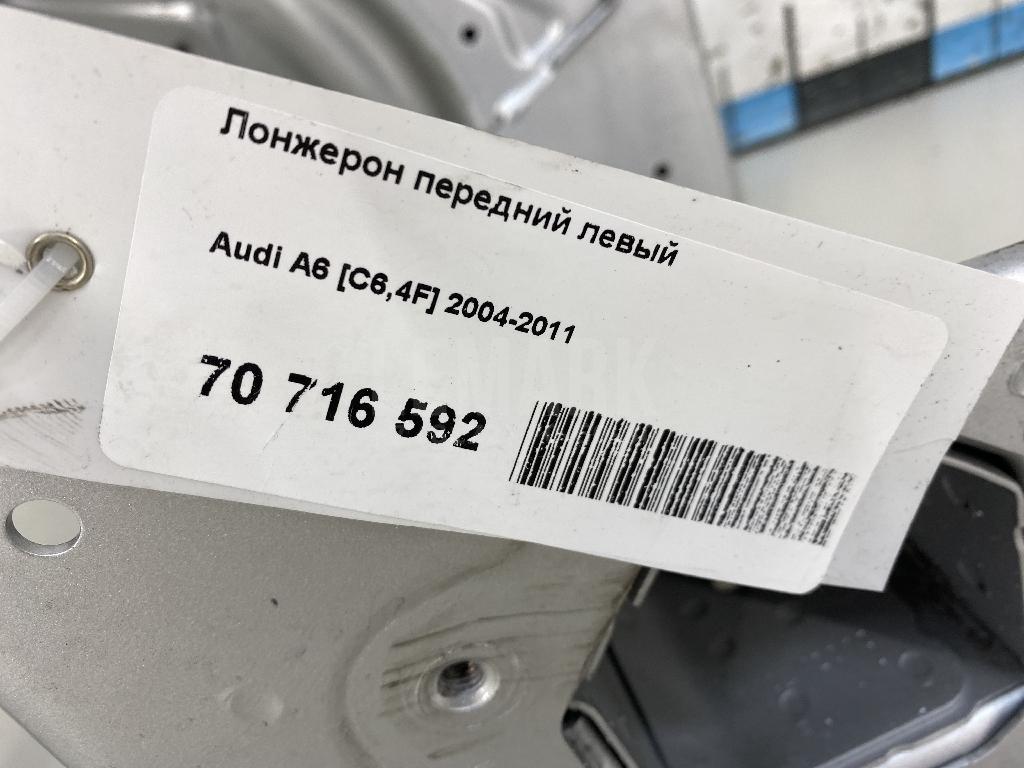 Лонжерон передний левый
Audi A6 [C6,4F] 2004-2011
70 716 592